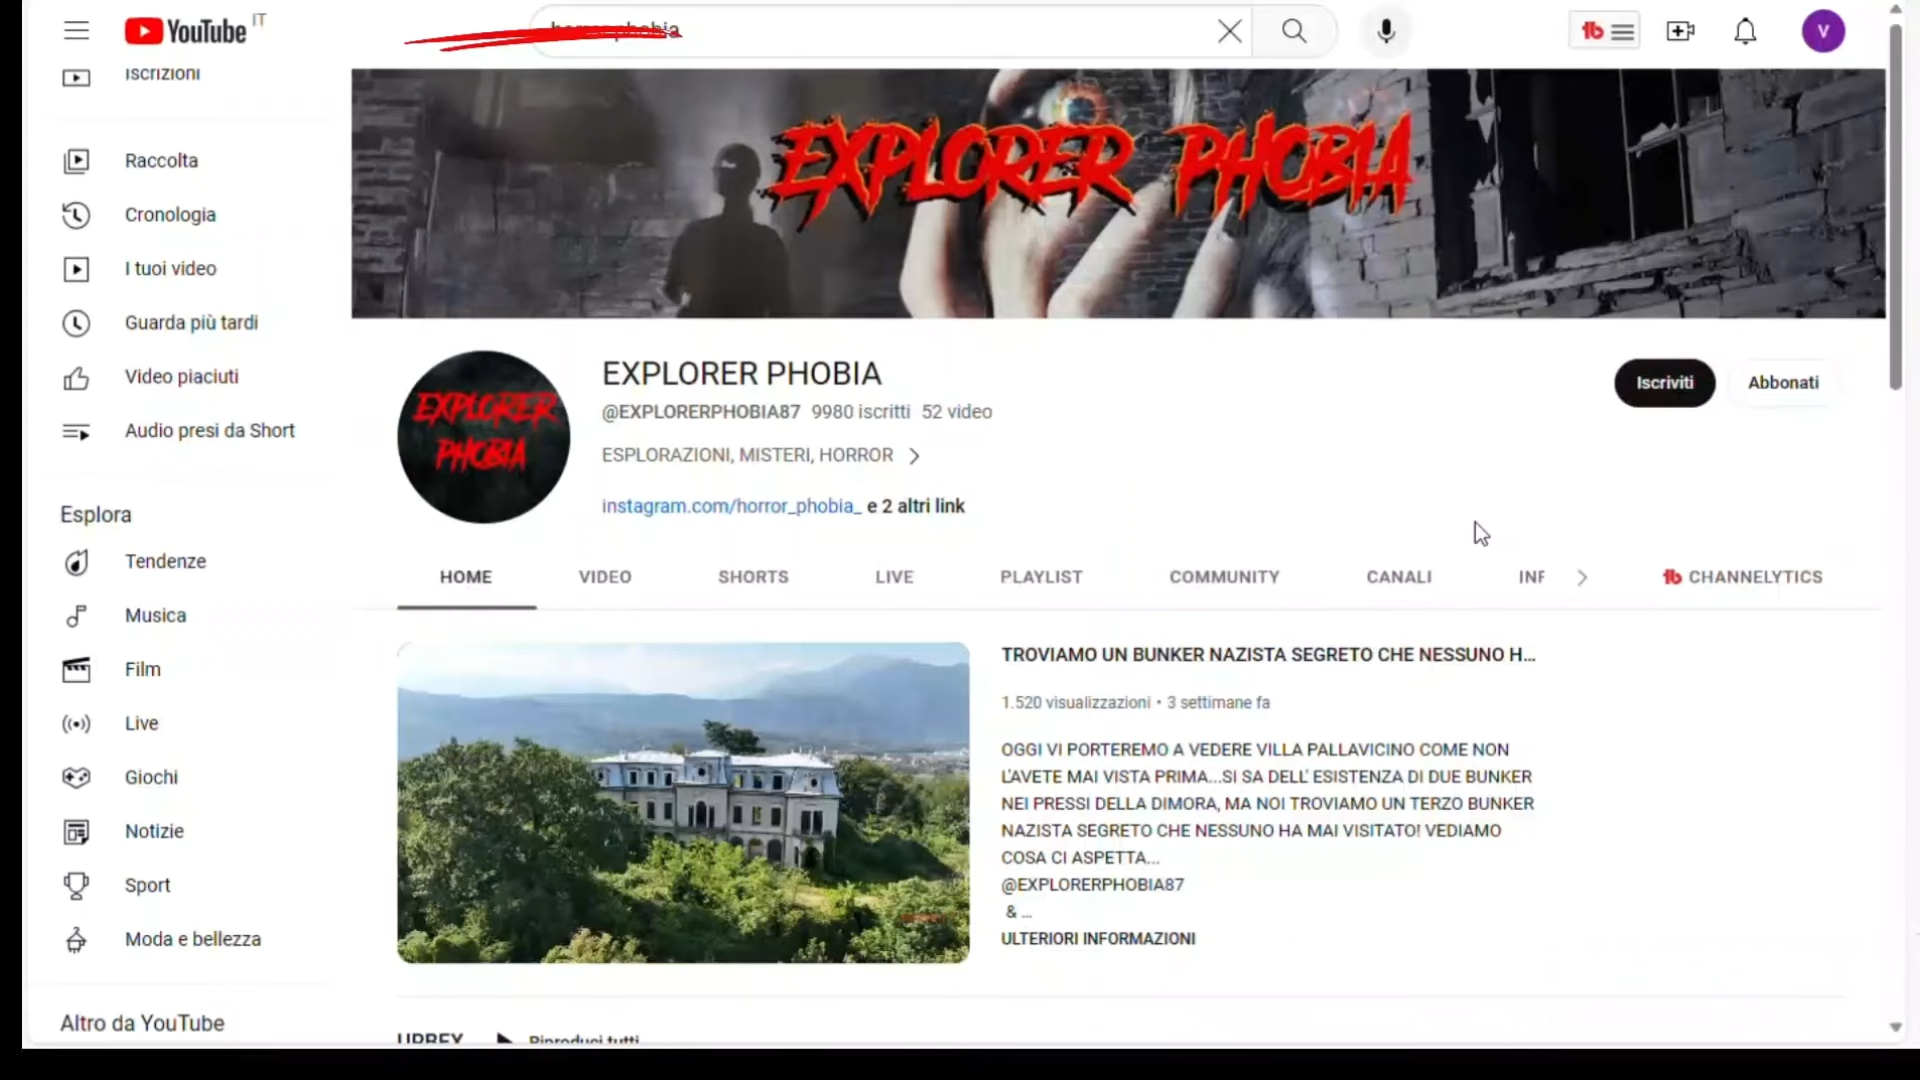 YouTube IT
Iscrizioni
Raccolta
Cronologia
I tuoi video
Guarda più tardi
Video piaciuti
Audio presi da Short
Esplora
Tendenze
Musica
Film
Live
Giochi
Notizie
Sport
Moda e bellezza
Altro da YouTube
V
EXPLORER PHOBIA
EXPLORER
PHOBIA
EXPLORER PHOBIA
@EXPLORERPHOBIA87 9980 iscritti 52 video
ESPLORAZIONI, MISTERI, HORROR
instagram.com/horror_phobia_ e 2 altri link
Iscriviti
Abbonati
HOME VIDEO SHORTS LIVE PLAYLIST COMMUNITY CANALI INF CHANNELYTICS
TROVIAMO UN BUNKER NAZISTA SEGRETO CHE NESSUNO H...
1.520 visualizzazioni • 3 settimane fa
OGGI VI PORTEREMO A VEDERE VILLA PALLAVICINO COME NON
L'AVETE MAI VISTA PRIMA...SI SA DELL' ESISTENZA DI DUE BUNKER
NEI PRESSI DELLA DIMORA, MA NOI TROVIAMO UN TERZO BUNKER
NAZISTA SEGRETO CHE NESSUNO HA MAI VISITATO! VEDIAMO
COSA CI ASPETTA...
@EXPLORERPHOBIA87
& ...
ULTERIORI INFORMAZIONI
URBEX Riproduci tutti